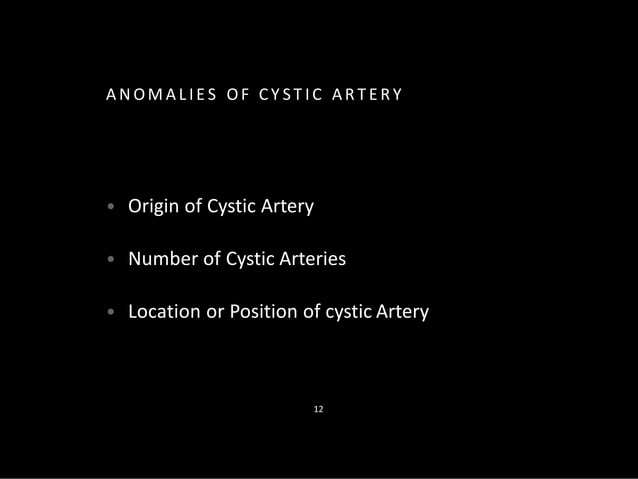 ANOMALIES OF CYSTIC ARTERY
• Origin of Cystic Artery
• Number of Cystic Arteries
• Location or Position of cystic Artery
12